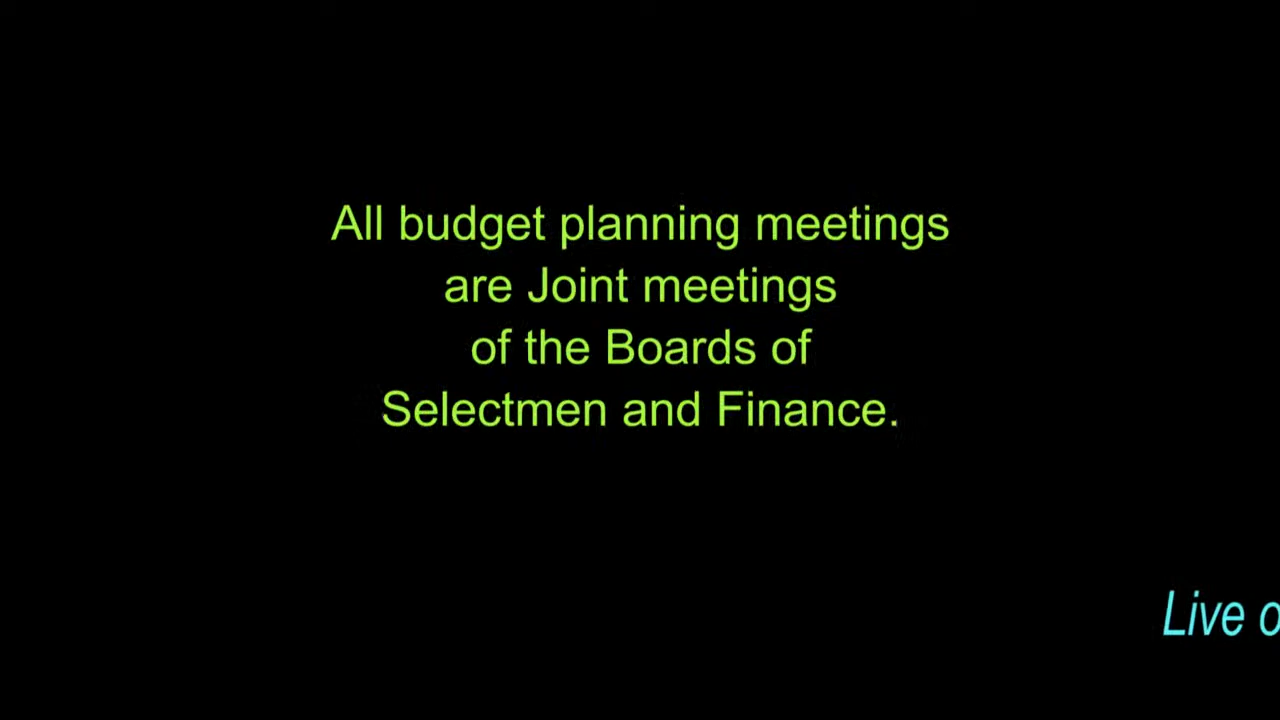 All budget planning meetings
are Joint meetings
of the Boards of
Selectmen and Finance.
Live